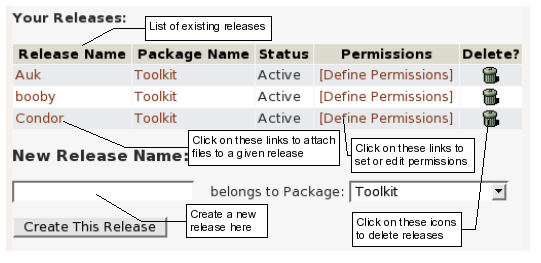 Your Releases:
List of existing releases
Release Name Package Name Status Permissions Delete?
Auk Toolkit Active [Define Permissions]
booby Toolkit Active [Define Permissions]
Condor Toolkit Active [Define Permissions]
Click on these links to attach
files to a given release
Click on these links to
set or edit permissions
New Release Name:
belongs to Package: Toolkit
Create a new
release here
Click on these icons
to delete releases
Create This Release